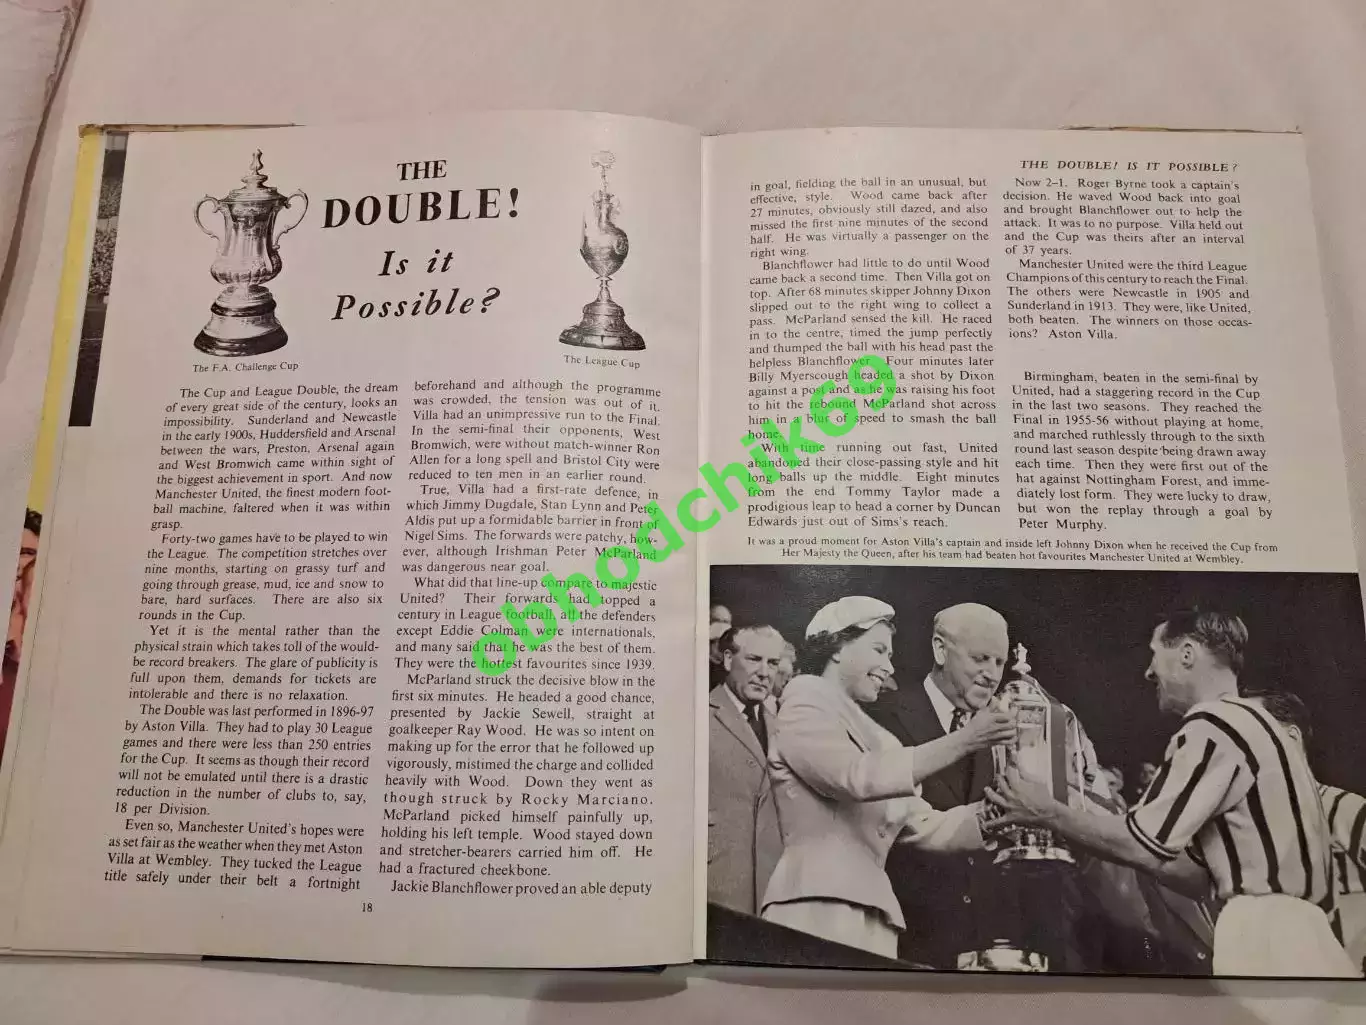 THE
DOUBLE!
Is it
Possible?
The F.A. Challenge Cup
The League Cup
The Cup and League Double, the dream
of every great side of the century, looks an
impossibility. Sunderland and Newcastle
in the early 1900s, Huddersfield and Arsenal
between the wars, Preston, Arsenal again
and West Bromwich came within sight of
the biggest achievement in sport. And now
Manchester United, the finest modern foot-
ball machine, faltered when it was within
grasp.
Forty-two games have to be played to win
the League. The competition stretches over
nine months, starting on grassy turf and
going through grease, mud, ice and snow to
bare, hard surfaces. There are also six
rounds in the Cup.
Yet it is the mental rather than the
physical strain which takes toll of the would-
be record breakers. The glare of publicity is
full upon them, demands for tickets are
intolerable and there is no relaxation.
The Double was last performed in 1896-97
by Aston Villa. They had to play 30 League
games and there were less than 250 entries
for the Cup. It seems as though their record
will not be emulated until there is a drastic
reduction in the number of clubs to, say,
18 per Division.
Even so, Manchester United's hopes were
as set fair as the weather when they met Aston
Villa at Wembley. They tucked the League
title safely under their belt a fortnight
beforehand and although the programme
was crowded, the tension was out of it.
Villa had an unimpressive run to the Final.
In the semi-final their opponents, West
Bromwich, were without match-winner Ron
Allen for a long spell and Bristol City were
reduced to ten men in an earlier round.
True, Villa had a first-rate defence, in
which Jimmy Dugdale, Stan Lynn and Peter
Aldis put up a formidable barrier in front of
Nigel Sims. The forwards were patchy, how-
ever, although Irishman Peter McParland
was dangerous near goal.
What did that line-up compare to majestic
United? Their forwards had topped a
century in League football, all the defenders
except Eddie Colman were internationals,
and many said that he was the best of them.
They were the hottest favourites since 1939.
McParland struck the decisive blow in the
first six minutes. He headed a good chance,
presented by Jackie Sewell, straight at
goalkeeper Ray Wood. He was so intent on
making up for the error that he followed up
vigorously, mistimed the charge and collided
heavily with Wood. Down they went as
though struck by Rocky Marciano.
McParland picked himself painfully up,
holding his left temple. Wood stayed down
and stretcher-bearers carried him off. He
had a fractured cheekbone.
Jackie Blanchflower proved an able deputy
18
THE DOUBLE! IS IT POSSIBLE?
in goal, fielding the ball in an unusual, but
effective, style. Wood came back after
27 minutes, obviously still dazed, and also
missed the first nine minutes of the second
half. He was virtually a passenger on the
right wing.
Blanchflower had little to do until Wood
came back a second time. Then Villa got on
top. After 68 minutes skipper Johnny Dixon
slipped out to the right wing to collect a
pass. McParland sensed the kill. He raced
in to the centre, timed the jump perfectly
and thumped the ball with his head past the
helpless Blanchflower. Four minutes later
Billy Myerscough headed a shot by Dixon
against a post and as he was raising his foot
to hit the rebound McParland shot across
him in a blur of speed to smash the ball
home.
With time running out fast, United
abandoned their close-passing style and hit
long balls up the middle. Eight minutes
from the end Tommy Taylor made a
prodigious leap to head a corner by Duncan
Edwards just out of Sims's reach.
Now 2–1. Roger Byrne took a captain's
decision. He waved Wood back into goal
and brought Blanchflower out to help the
attack. It was to no purpose. Villa held out
and the Cup was theirs after an interval
of 37 years.
Manchester United were the third League
Champions of this century to reach the Final.
The others were Newcastle in 1905 and
Sunderland in 1913. They were, like United,
both beaten. The winners on those occas-
ions? Aston Villa.
Birmingham, beaten in the semi-final by
United, had a staggering record in the Cup
in the last two seasons. They reached the
Final in 1955-56 without playing at home,
and marched ruthlessly through to the sixth
round last season despite being drawn away
each time. Then they were first out of the
hat against Nottingham Forest, and imme-
diately lost form. They were lucky to draw,
but won the replay through a goal by
Peter Murphy.
It was a proud moment for Aston Villa's captain and inside left Johnny Dixon when he received the Cup from
Her Majesty the Queen, after his team had beaten hot favourites Manchester United at Wembley.
obhodchik69